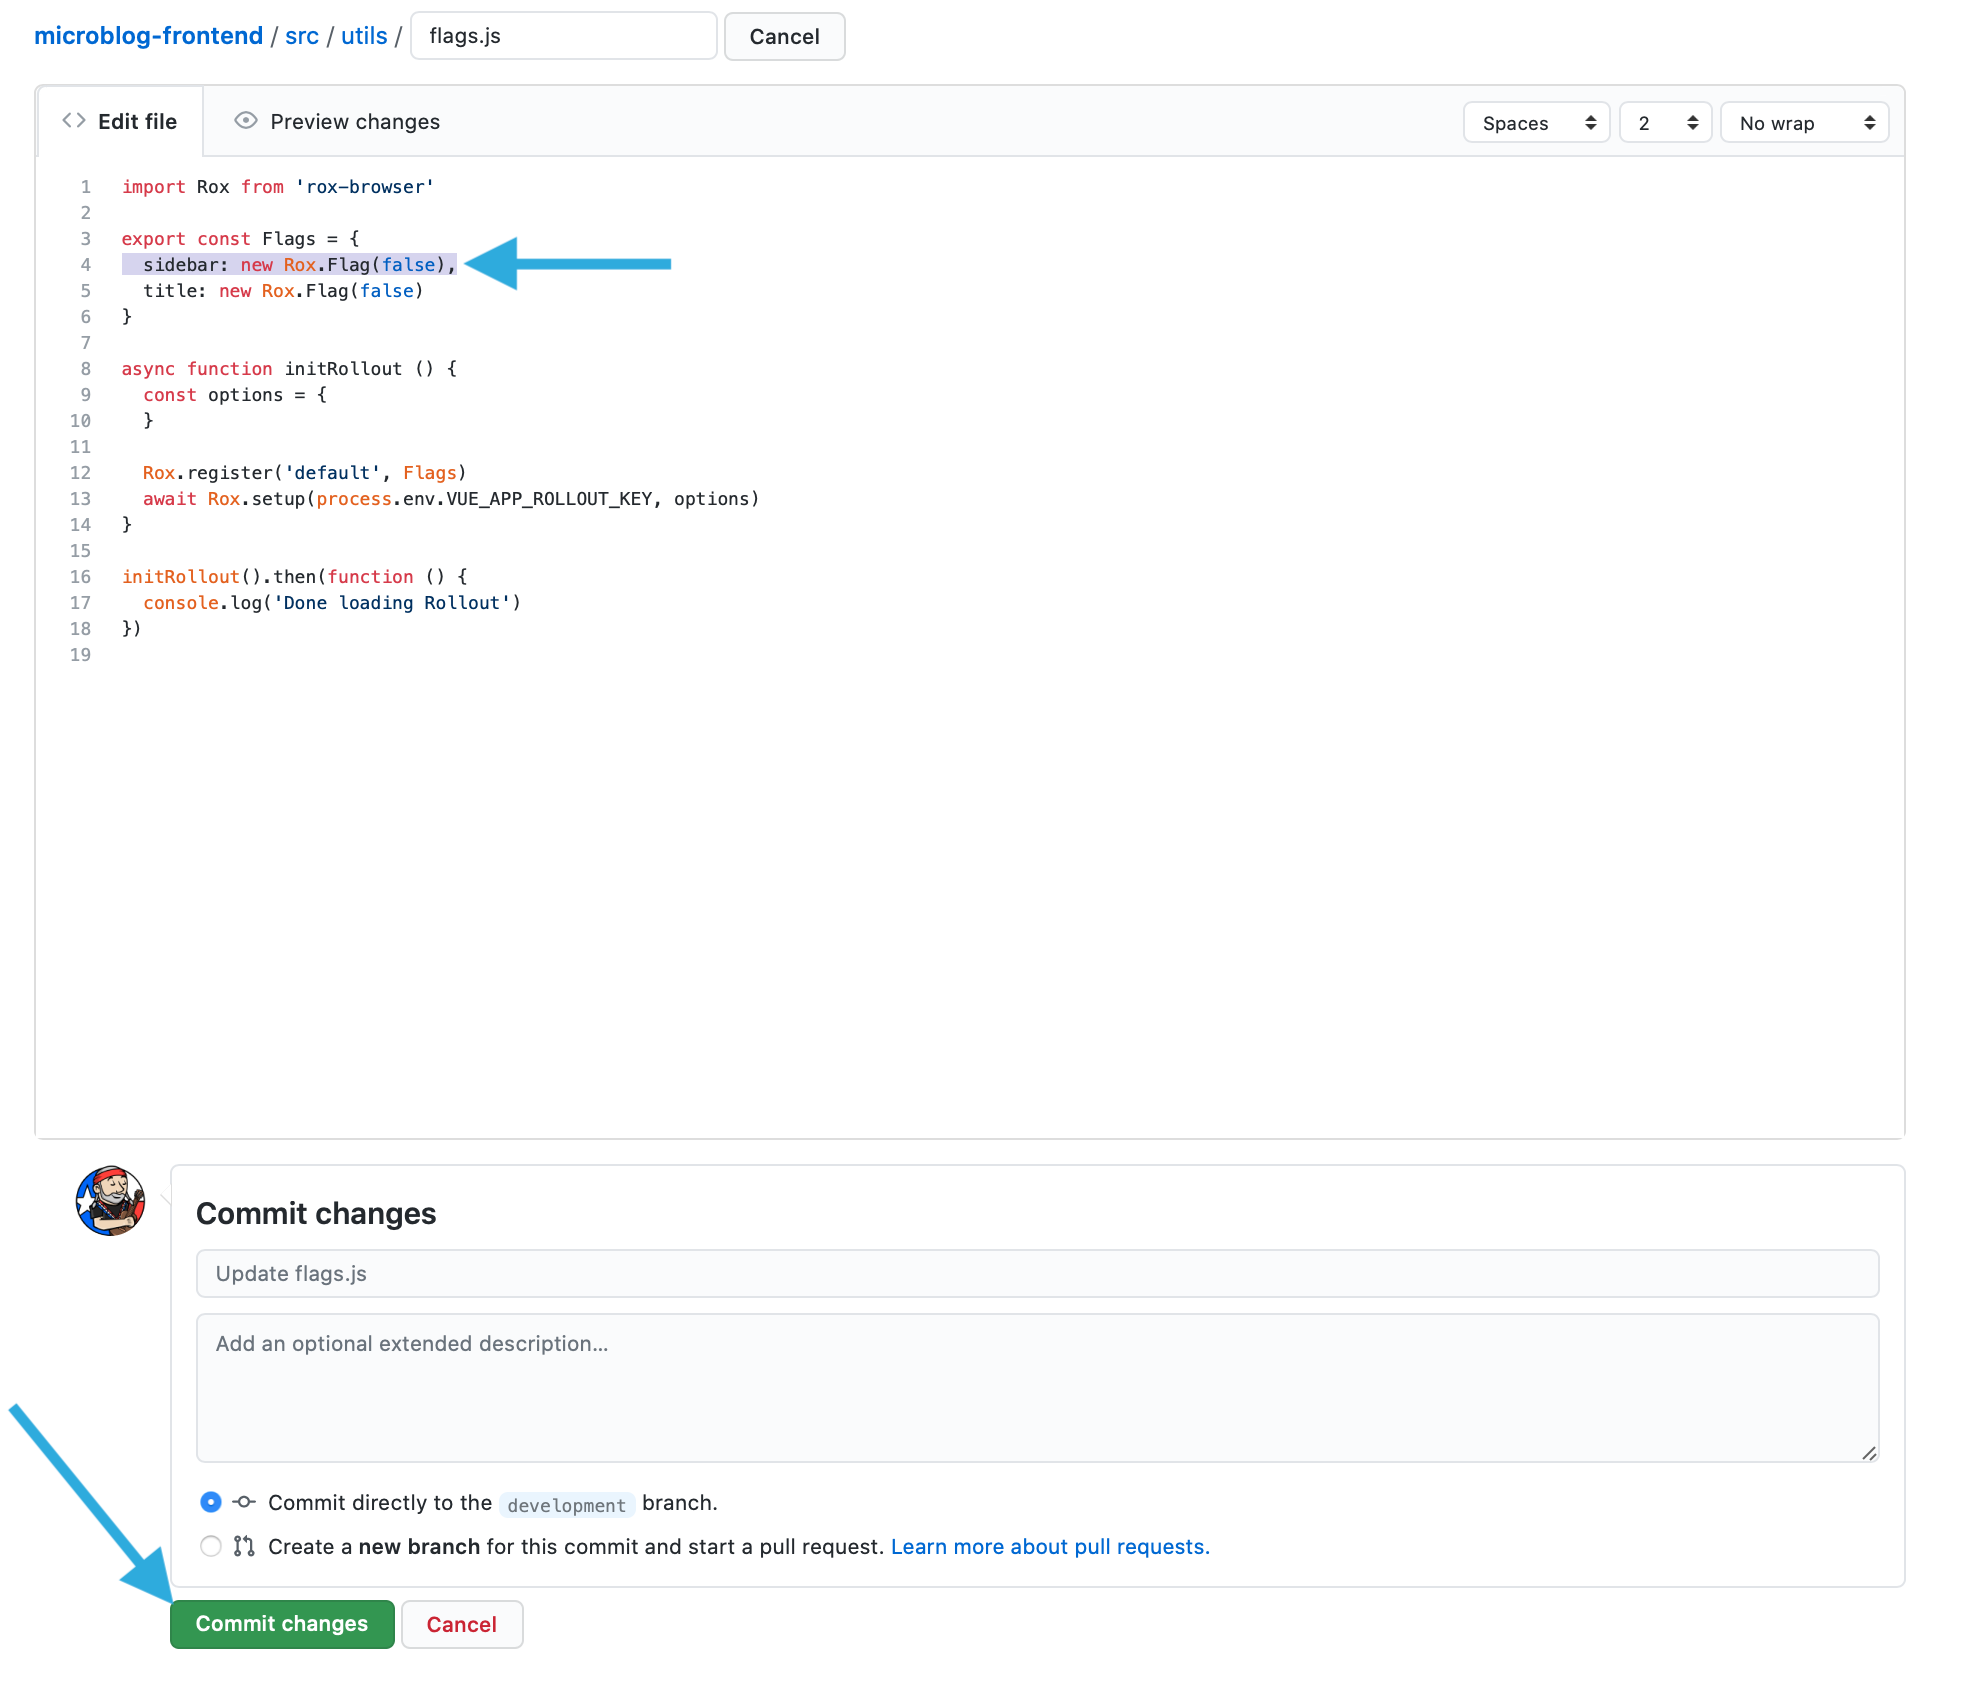 microblog-frontend / src / utils / flags.js Cancel
<> Edit file Preview changes Spaces 2 No wrap
1 import Rox from 'rox-browser'
2
3 export const Flags = {
4   sidebar: new Rox.Flag(false),
5   title: new Rox.Flag(false)
6 }
7
8 async function initRollout () {
9   const options = {
10   }
11
12   Rox.register('default', Flags)
13   await Rox.setup(process.env.VUE_APP_ROLLOUT_KEY, options)
14 }
15
16 initRollout().then(function () {
17   console.log('Done loading Rollout')
18 })
19
Commit changes
Update flags.js
Add an optional extended description...
Commit directly to the development branch.
Create a new branch for this commit and start a pull request. Learn more about pull requests.
Commit changes Cancel